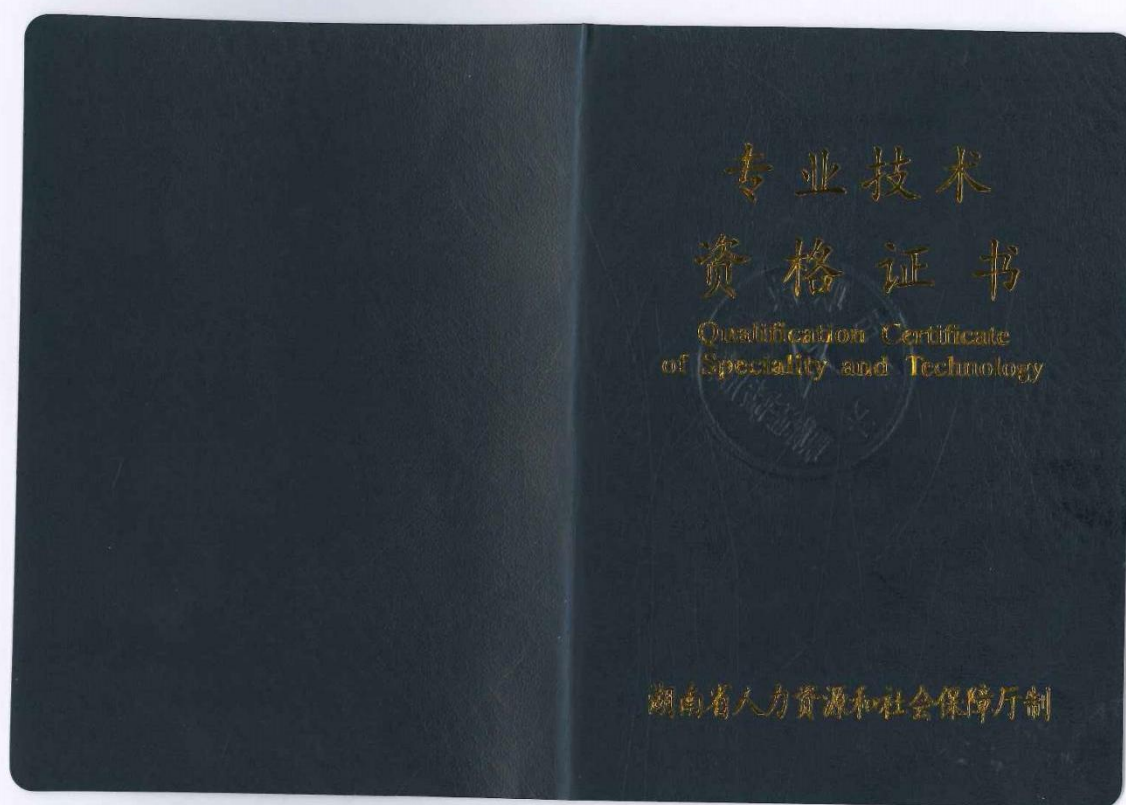 专业技术
资格证书
Qualification Certificate
of Speciality and Technology
湖南省人力资源和社会保障厅制